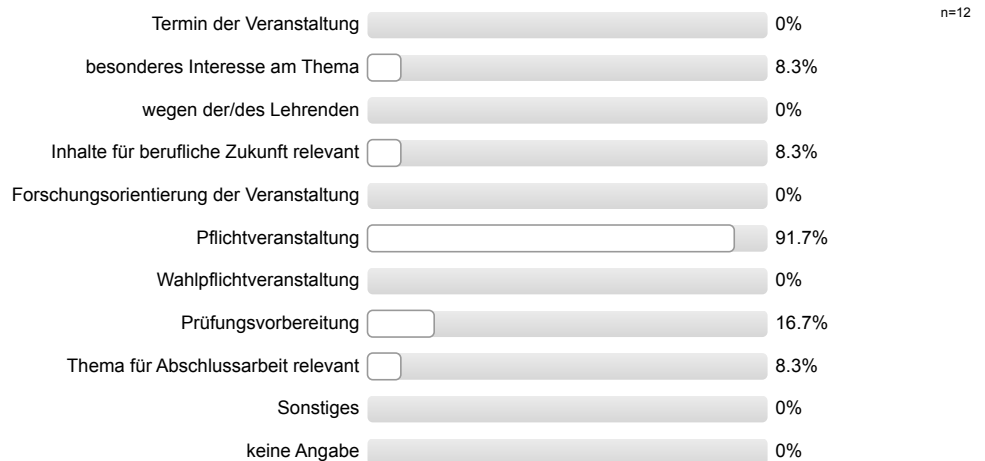 n=12
Termin der Veranstaltung 0%
besonderes Interesse am Thema 8.3%
wegen der/des Lehrenden 0%
Inhalte für berufliche Zukunft relevant 8.3%
Forschungsorientierung der Veranstaltung 0%
Pflichtveranstaltung 91.7%
Wahlpflichtveranstaltung 0%
Prüfungsvorbereitung 16.7%
Thema für Abschlussarbeit relevant 8.3%
Sonstiges 0%
keine Angabe 0%